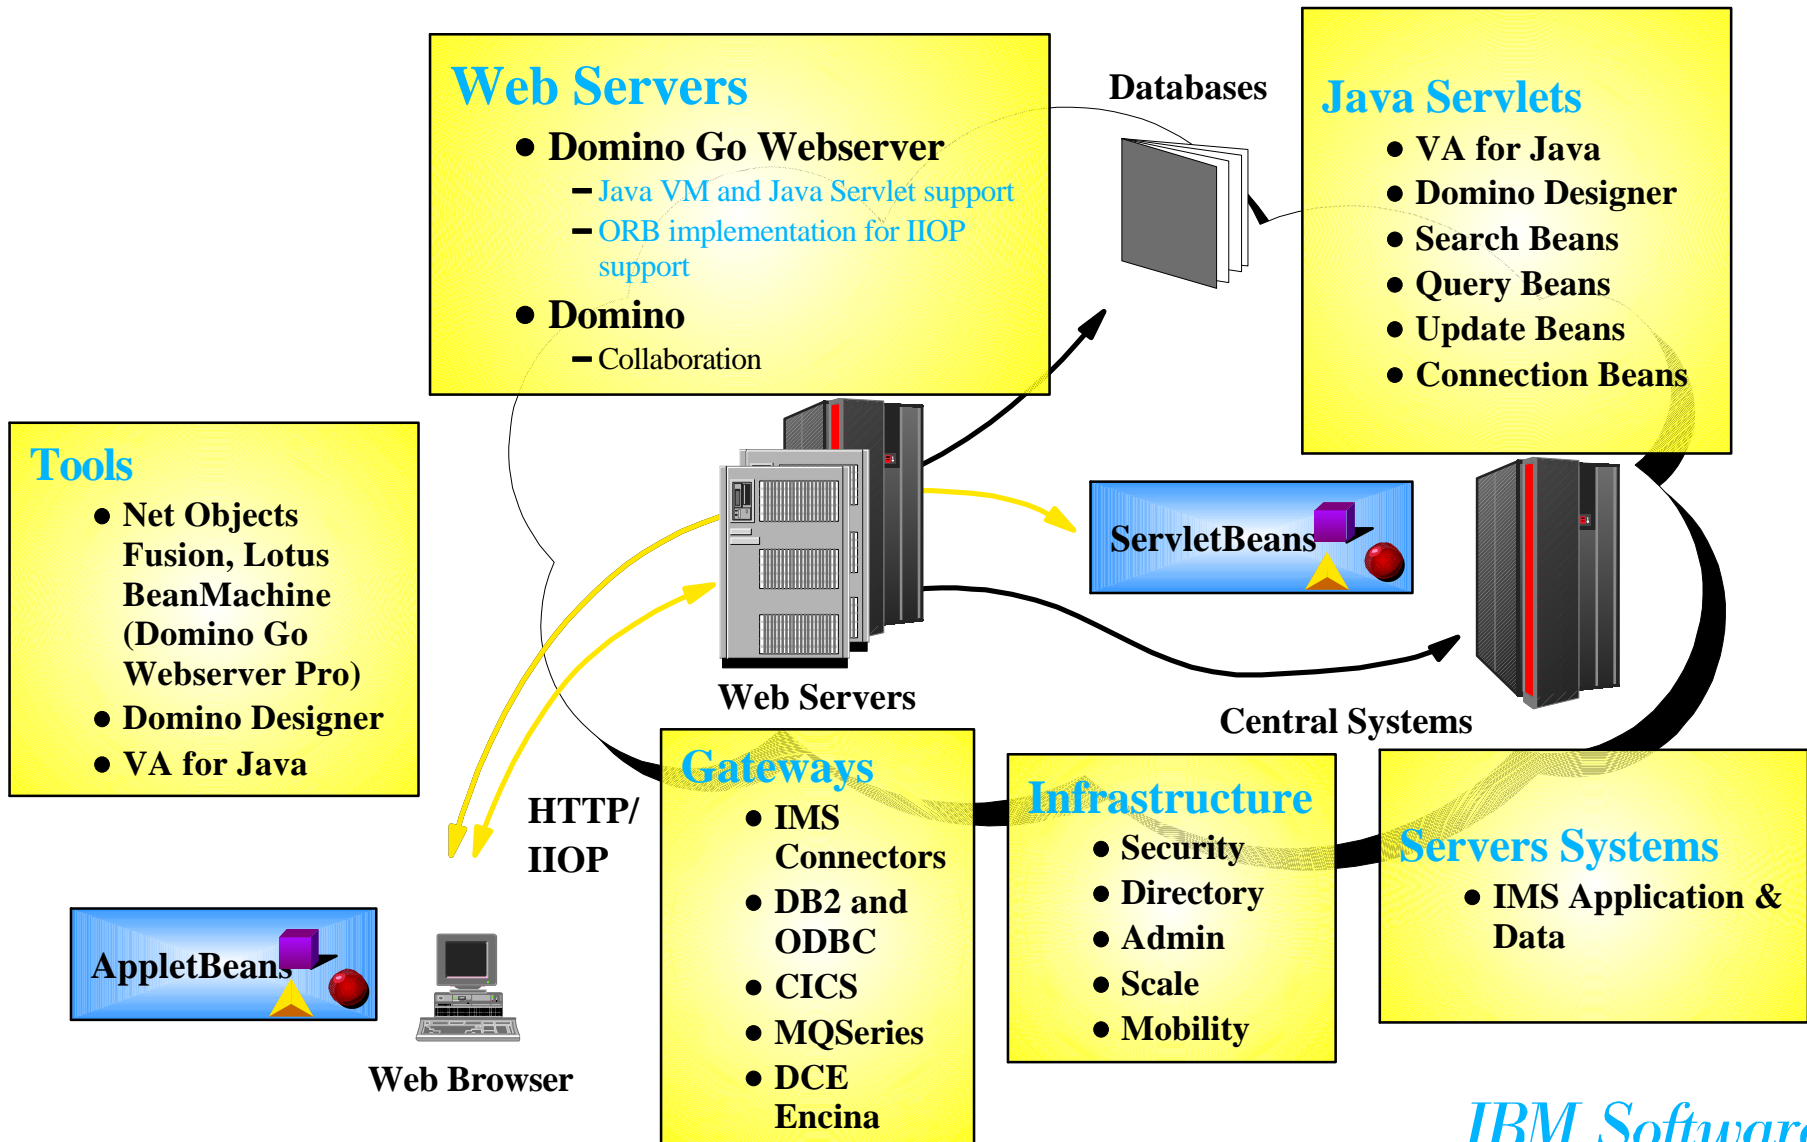 Web Servers
Domino Go Webserver
Java VM and Java Servlet support
ORB implementation for IIOP
support
Domino
Collaboration
Databases
Java Servlets
VA for Java
Domino Designer
Search Beans
Query Beans
Update Beans
Connection Beans
Tools
Net Objects
Fusion, Lotus
BeanMachine
(Domino Go
Webserver Pro)
Domino Designer
VA for Java
ServletBeans
Web Servers
Central Systems
HTTP/
IIOP
Gateways
IMS
Connectors
DB2 and
ODBC
CICS
MQSeries
DCE
Encina
Infrastructure
Security
Directory
Admin
Scale
Mobility
Servers Systems
IMS Application &
Data
AppletBeans
Web Browser
IBM Software